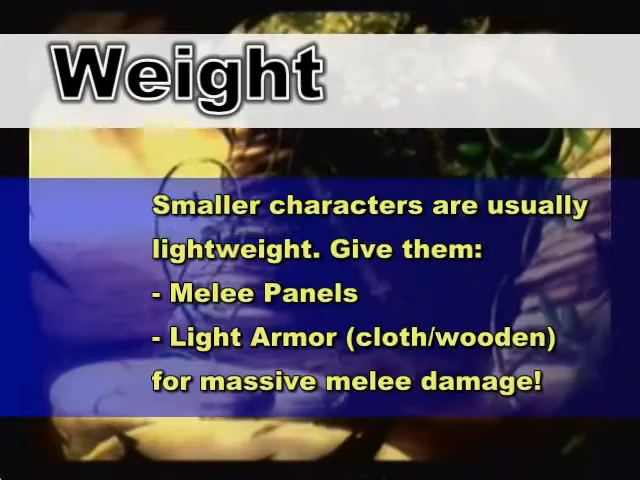 Weight
Smaller characters are usually
lightweight. Give them:
- Melee Panels
- Light Armor (cloth/wooden)
for massive melee damage!